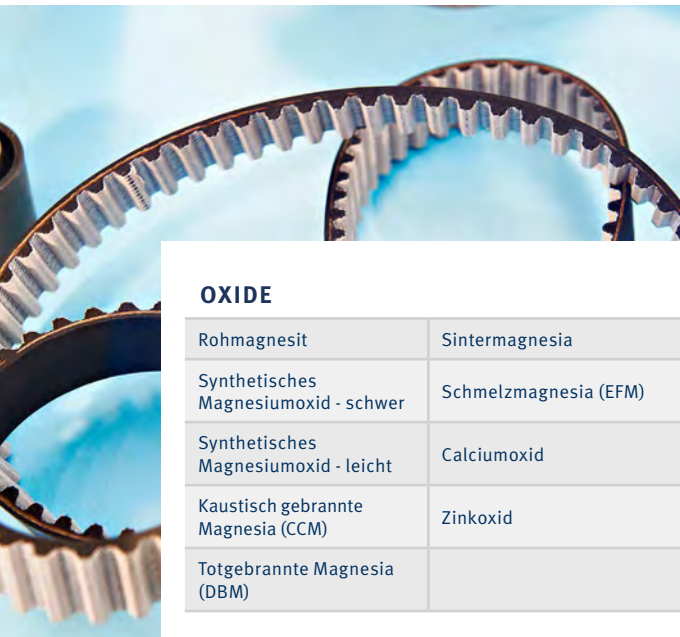 OXIDE
Rohmagnesit
Sintermagnesia
Synthetisches
Magnesiumoxid - schwer
Schmelzmagnesia (EFM)
Synthetisches
Magnesiumoxid - leicht
Calciumoxid
Kaustisch gebrannte
Magnesia (CCM)
Zinkoxid
Totgebrannte Magnesia
(DBM)